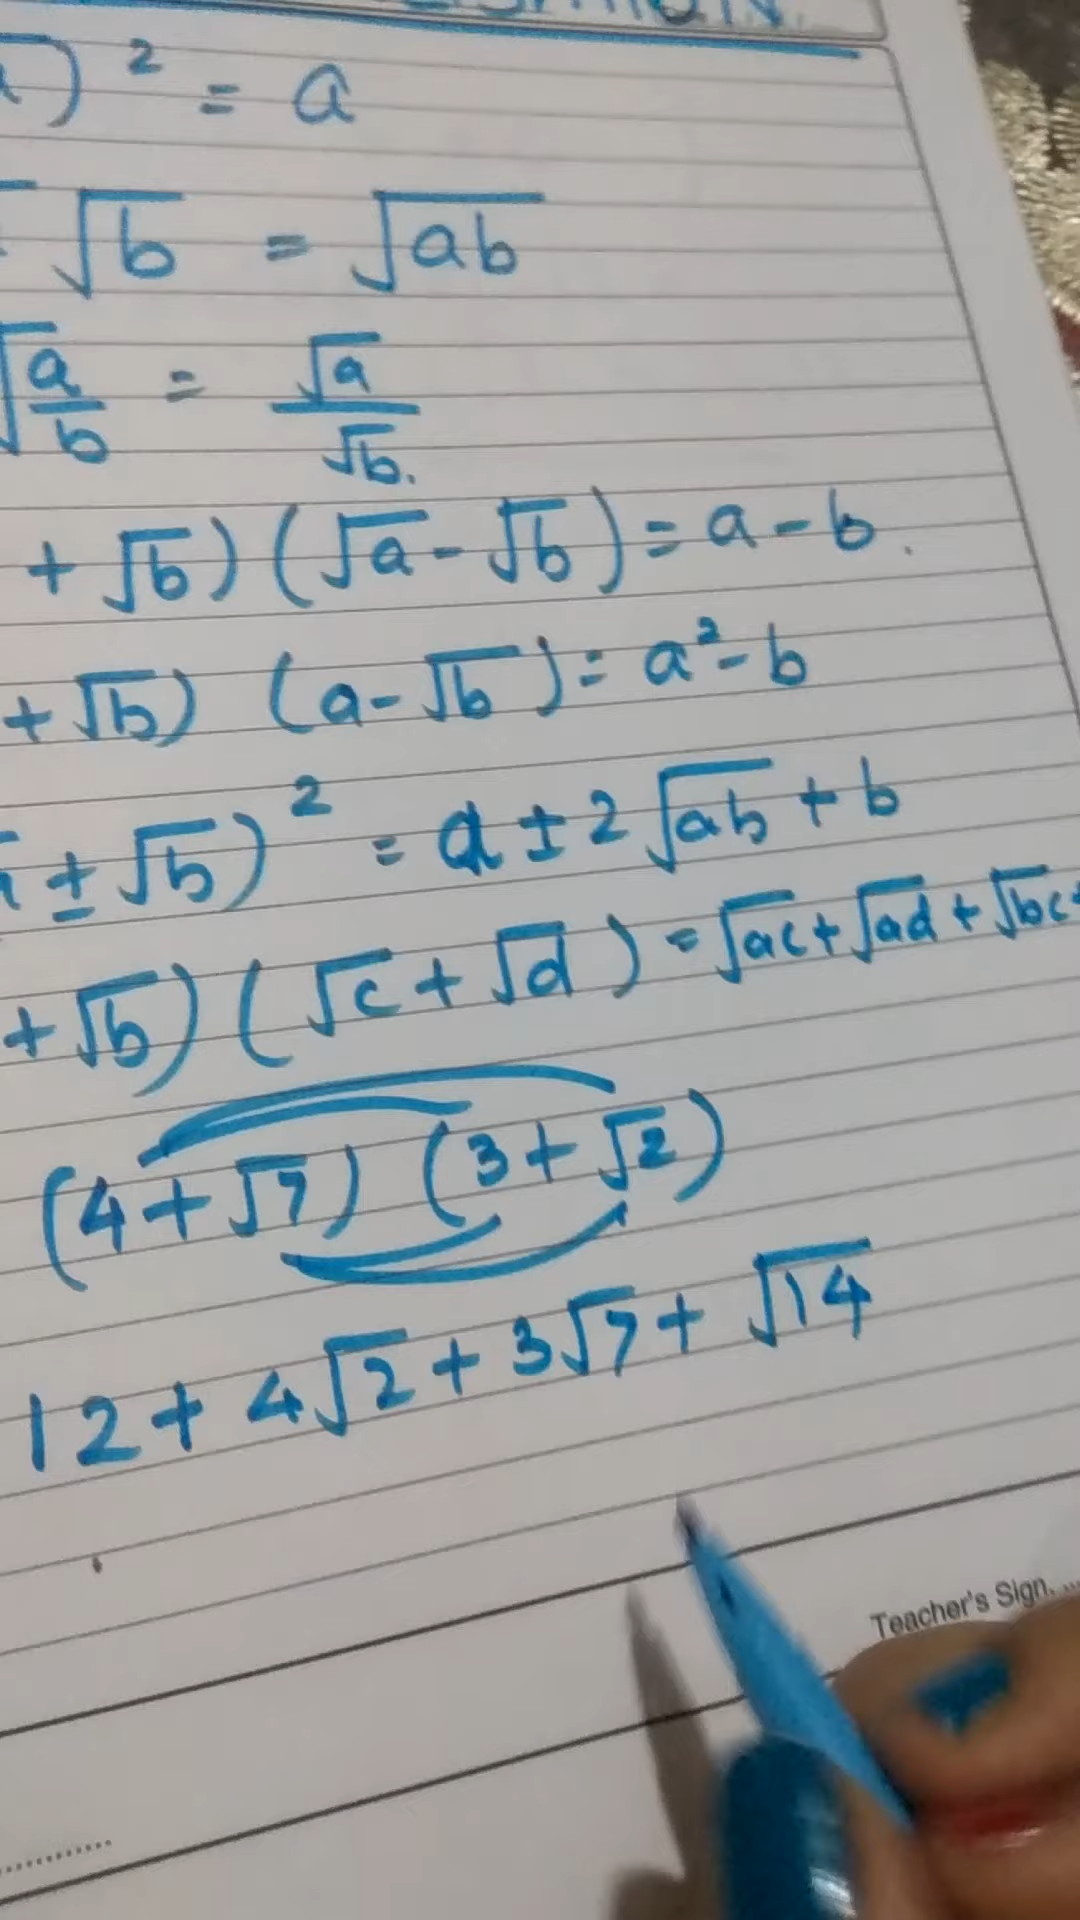 )² = a
√b = √ab
√a/b = √a/√b.
+ √b) (√a - √b) = a - b.
+ √b) (a - √b) = a² - b
± √b)² = a ± 2√ab + b
+ √b) (√c + √d) = √ac + √ad + √bc +
(4 + √7) (3 + √2)
12 + 4√2 + 3√7 + √14
Teacher's Sign. ...